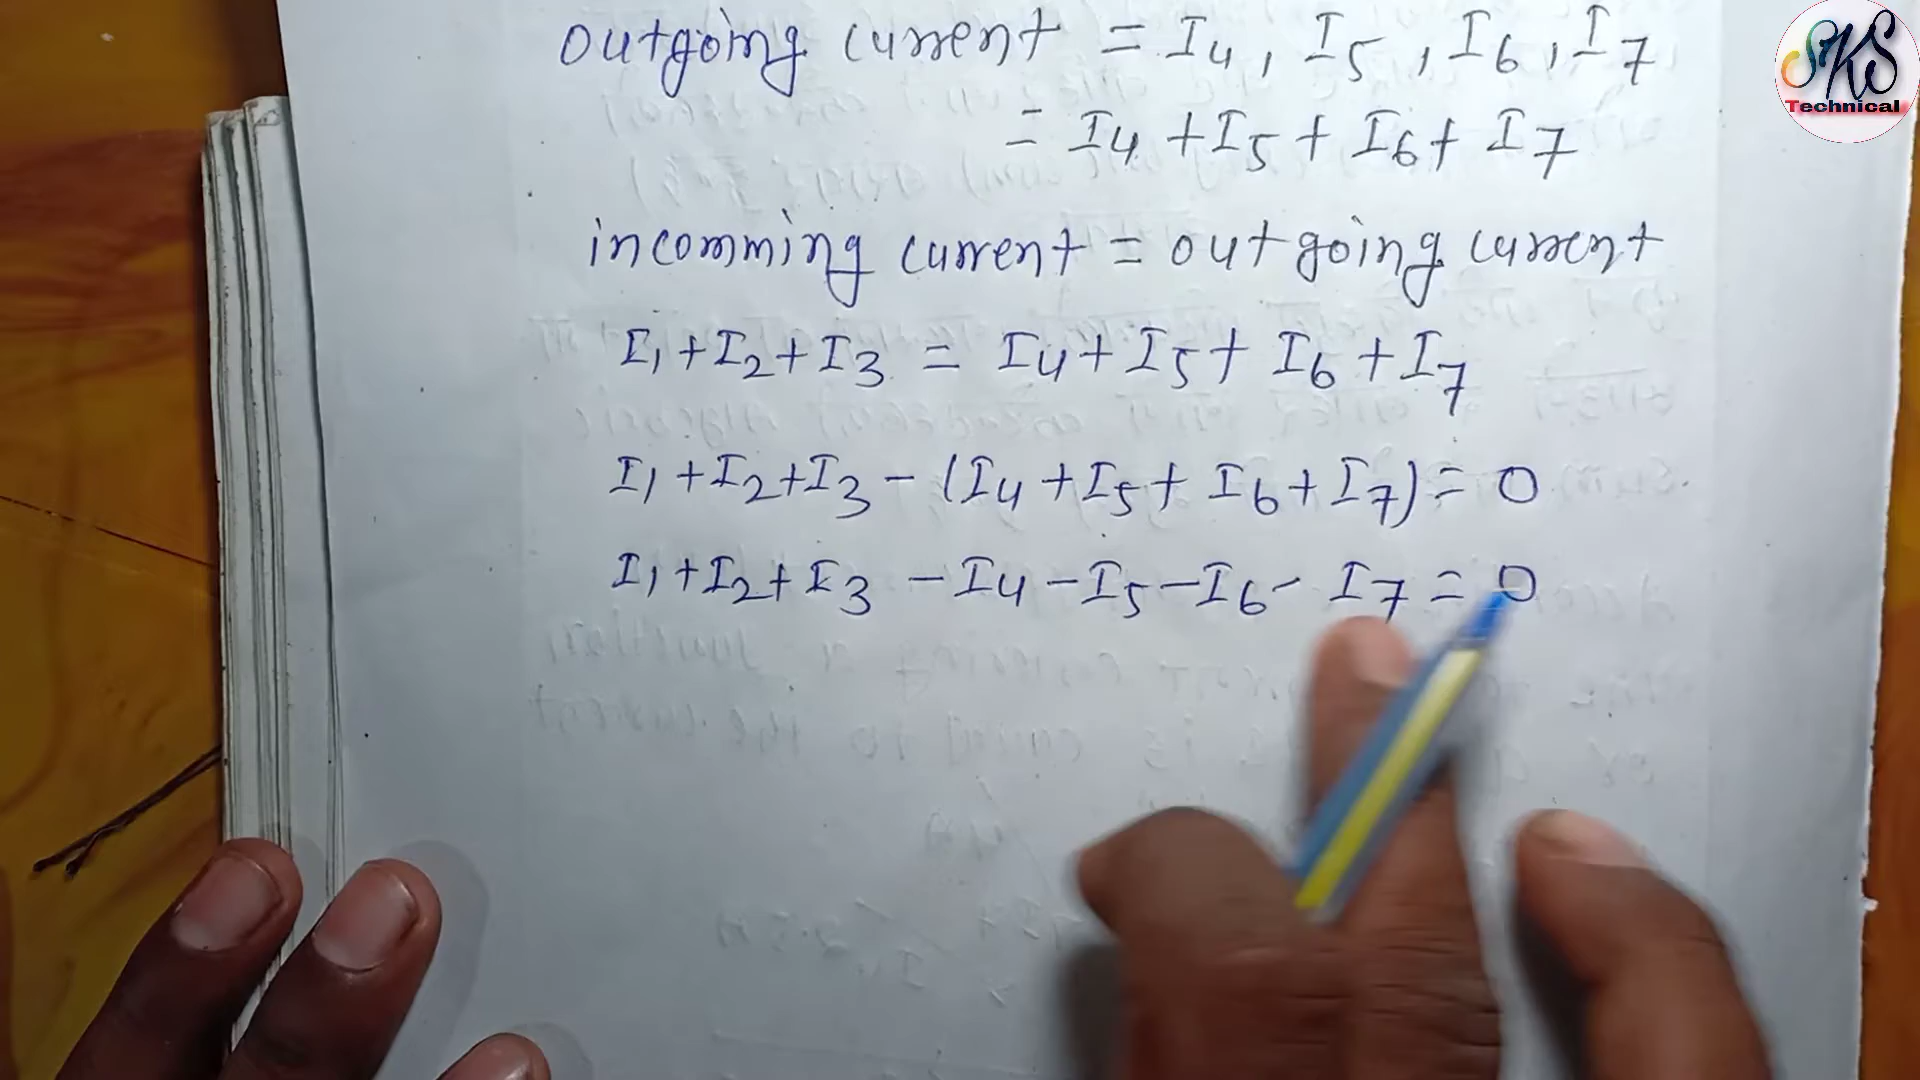 outgoing current = I4, I5, I6, I7
= I4 + I5 + I6 + I7
incomming current = outgoing current
I1 + I2 + I3 = I4 + I5 + I6 + I7
I1 + I2 + I3 - (I4 + I5 + I6 + I7) = 0
I1 + I2 + I3 - I4 - I5 - I6 - I7 = 0
SKS
Technical